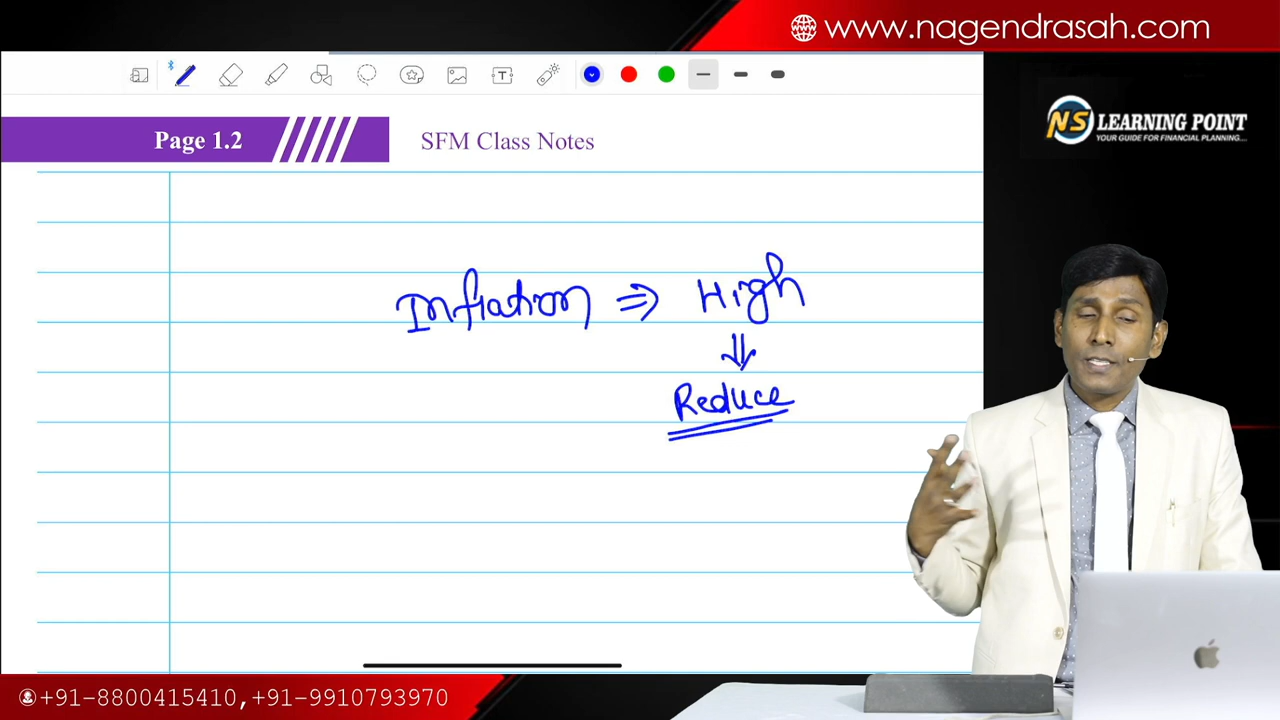 www.nagendrasah.com
NS LEARNING POINT
YOUR GUIDE FOR FINANCIAL PLANNING....
Page 1.2
SFM Class Notes
Inflation ⇒ High
⇓
Reduce
+91-8800415410,+91-9910793970